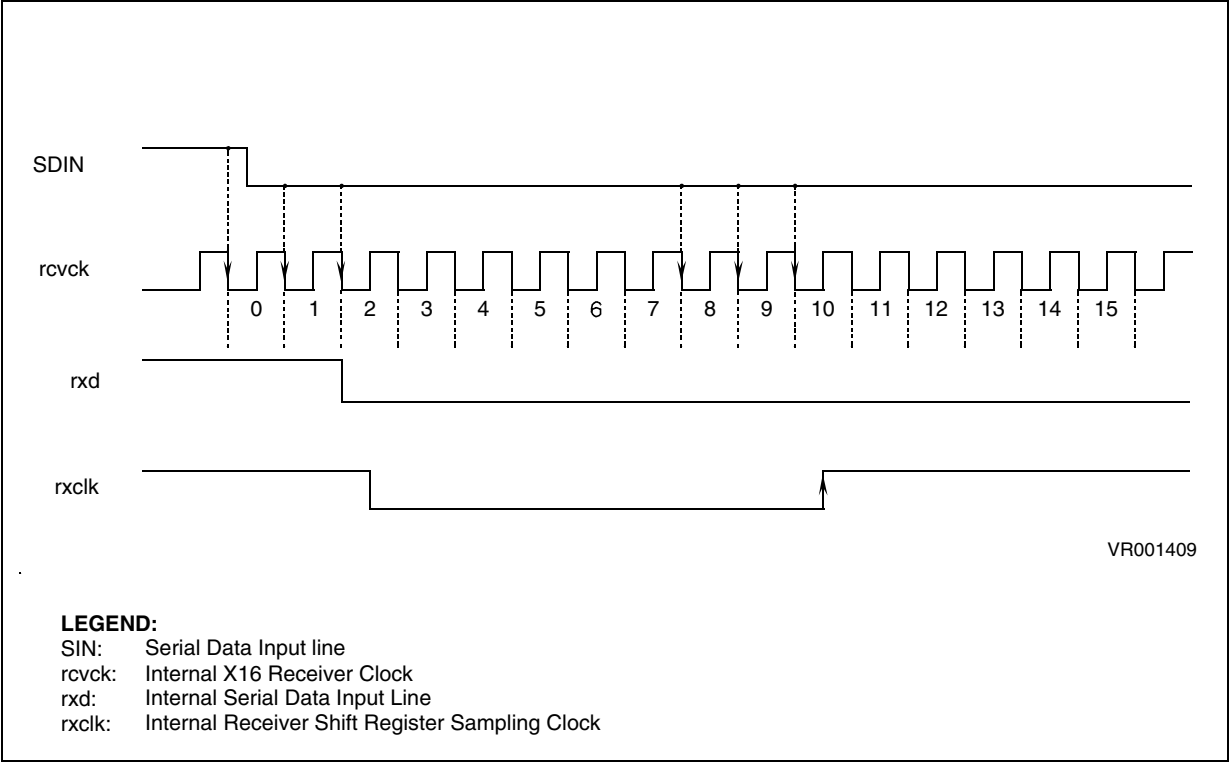 SDIN
rcvck
0 1 2 3 4 5 6 7 8 9 10 11 12 13 14 15
rxd
rxclk
VR001409
.
LEGEND:
SIN: Serial Data Input line
rcvck: Internal X16 Receiver Clock
rxd: Internal Serial Data Input Line
rxclk: Internal Receiver Shift Register Sampling Clock